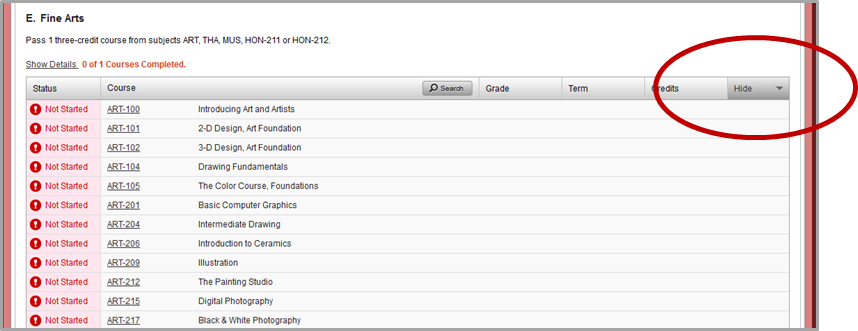 E. Fine Arts
Pass 1 three-credit course from subjects ART, THA, MUS, HON-211 or HON-212.
Show Details 0 of 1 Courses Completed.
Status Course Search Grade Term Credits Hide
Not Started ART-100 Introducing Art and Artists
Not Started ART-101 2-D Design, Art Foundation
Not Started ART-102 3-D Design, Art Foundation
Not Started ART-104 Drawing Fundamentals
Not Started ART-105 The Color Course, Foundations
Not Started ART-201 Basic Computer Graphics
Not Started ART-204 Intermediate Drawing
Not Started ART-206 Introduction to Ceramics
Not Started ART-209 Illustration
Not Started ART-212 The Painting Studio
Not Started ART-215 Digital Photography
Not Started ART-217 Black & White Photography